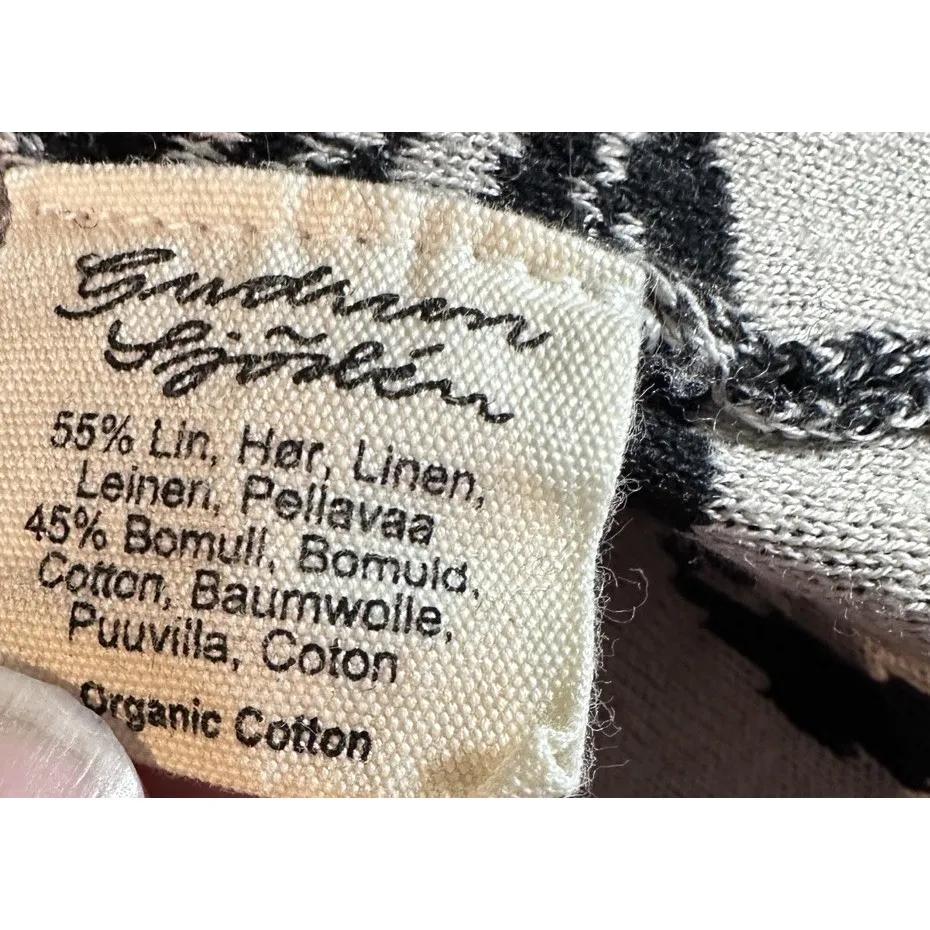 Gudrun
Sjödén
55% Lin, Hør, Linen,
Leinen, Pellavaa
45% Bomull, Bomuld,
Cotton, Baumwolle,
Puuvilla, Coton
Organic Cotton